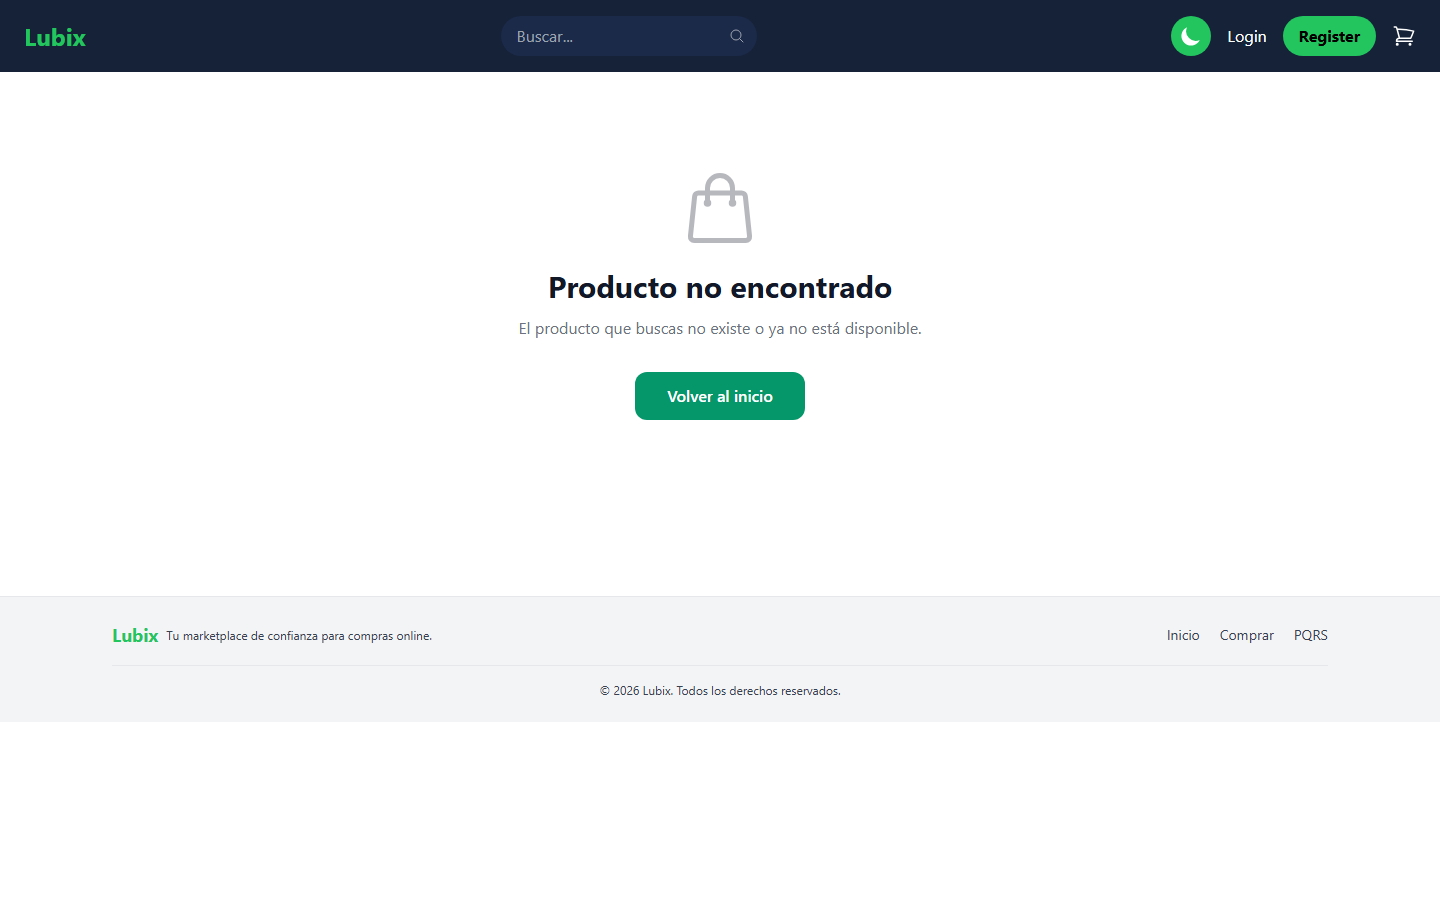 Lubix
Buscar...
Login
Register
Producto no encontrado
El producto que buscas no existe o ya no está disponible.
Volver al inicio
Lubix Tu marketplace de confianza para compras online.
Inicio Comprar PQRS
© 2026 Lubix. Todos los derechos reservados.